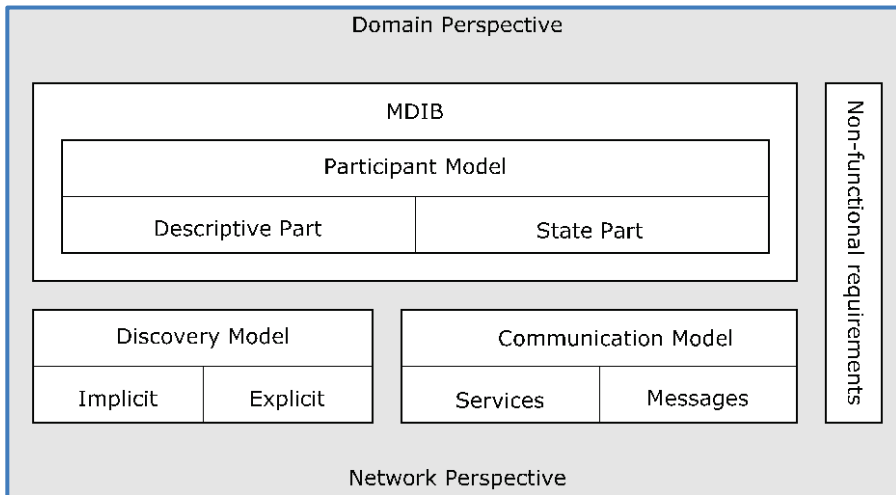 Domain Perspective
MDIB
Participant Model
Descriptive Part
State Part
Non-functional requirements
Discovery Model
Implicit
Explicit
Communication Model
Services
Messages
Network Perspective